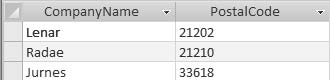 CompanyName PostalCode
Lenar 21202
Radae 21210
Jurnes 33618